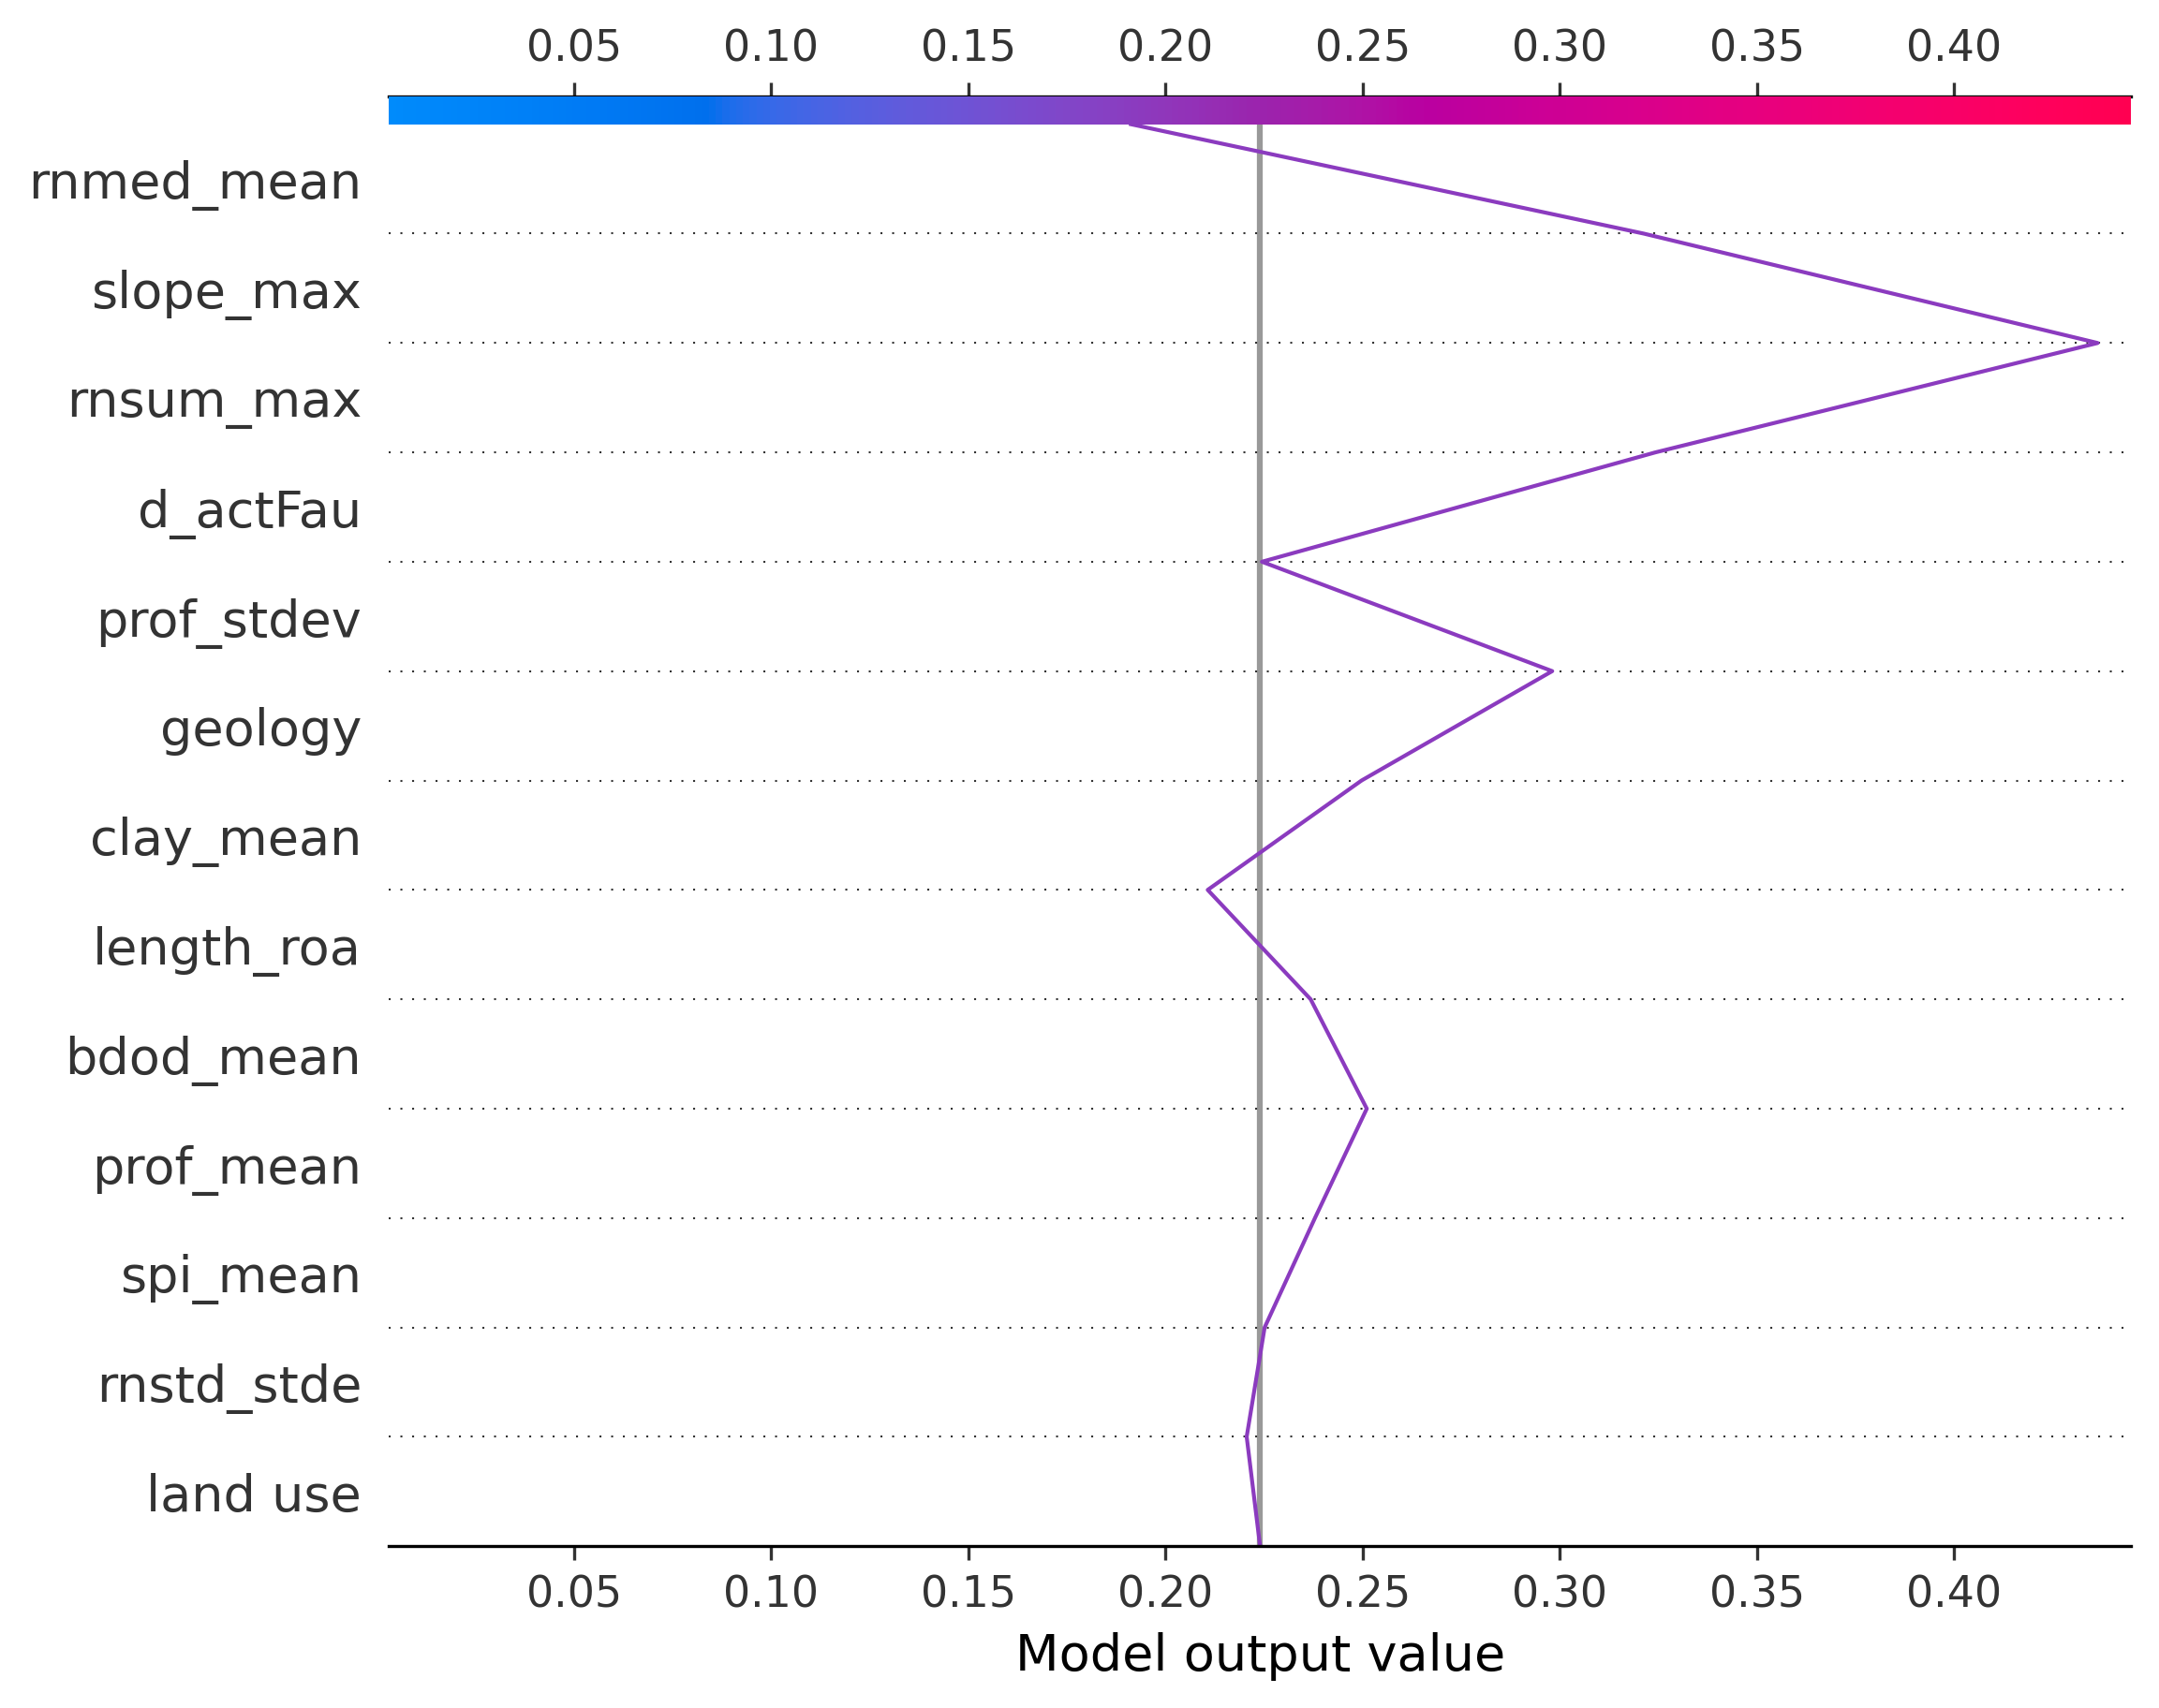 0.05 0.10 0.15 0.20 0.25 0.30 0.35 0.40
rnmed_mean
slope_max
rnsum_max
d_actFau
prof_stdev
geology
clay_mean
length_roa
bdod_mean
prof_mean
spi_mean
rnstd_stde
land use
0.05 0.10 0.15 0.20 0.25 0.30 0.35 0.40
Model output value